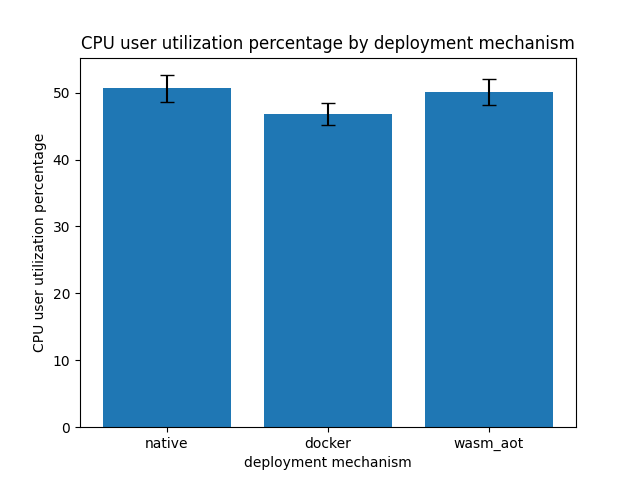 CPU user utilization percentage by deployment mechanism
CPU user utilization percentage
50
40
30
20
10
0
native docker wasm_aot
deployment mechanism